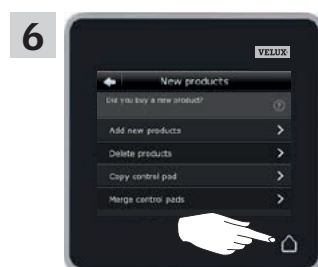 6
VELUX
New products
Did you buy a new product?
Add new products
Delete products
Copy control pad
Merge control pads